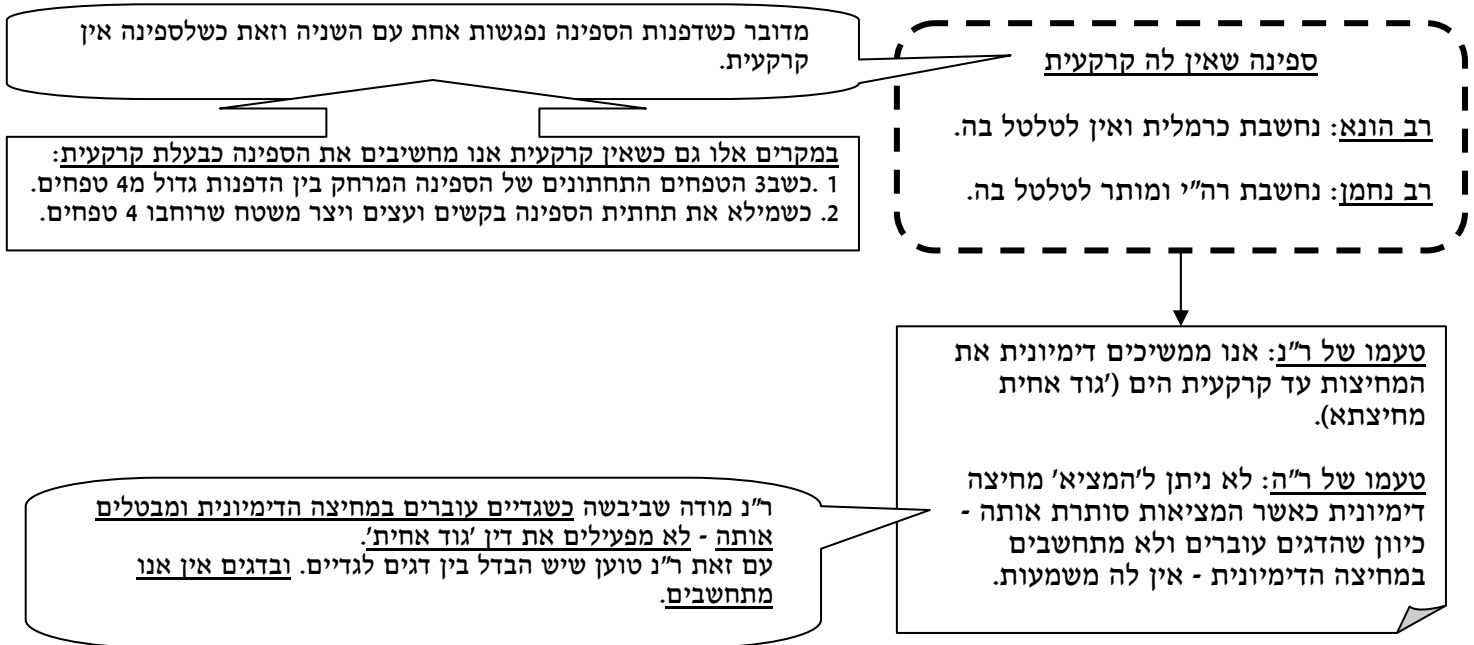 ספינה שאין לה קרקעית
רב הונא: נחשבת כרמלית ואין לטלטל בה.
רב נחמן: נחשבת רה"י ומותר לטלטל בה.
מדובר כשדפנות הספינה נפגשות אחת עם השניה וזאת כשלספינה אין
קרקעית.
במקרים אלו גם כשאין קרקעית אנו מחשיבים את הספינה כבעלת קרקעית:
1 .כשב3 הטפחים התחתונים של הספינה המרחק בין הדפנות גדול מ4 טפחים.
2. כשמילא את תחתית הספינה בקשים ועצים ויצר משטח שרוחבו 4 טפחים.
טעמו של ר"נ: אנו ממשיכים דימיונית את
המחיצות עד קרקעית הים ('גוד אחית
מחיצתא).
טעמו של ר"ה: לא ניתן ל'המציא' מחיצה
דימיונית כאשר המציאות סותרת אותה -
כיוון שהדגים עוברים ולא מתחשבים
במחיצה הדימיונית - אין לה משמעות.
ר"נ מודה שביבשה כשגדיים עוברים במחיצה הדימיונית ומבטלים
אותה - לא מפעילים את דין 'גוד אחית'.
עם זאת ר"נ טוען שיש הבדל בין דגים לגדיים. ובדגים אין אנו
מתחשבים.